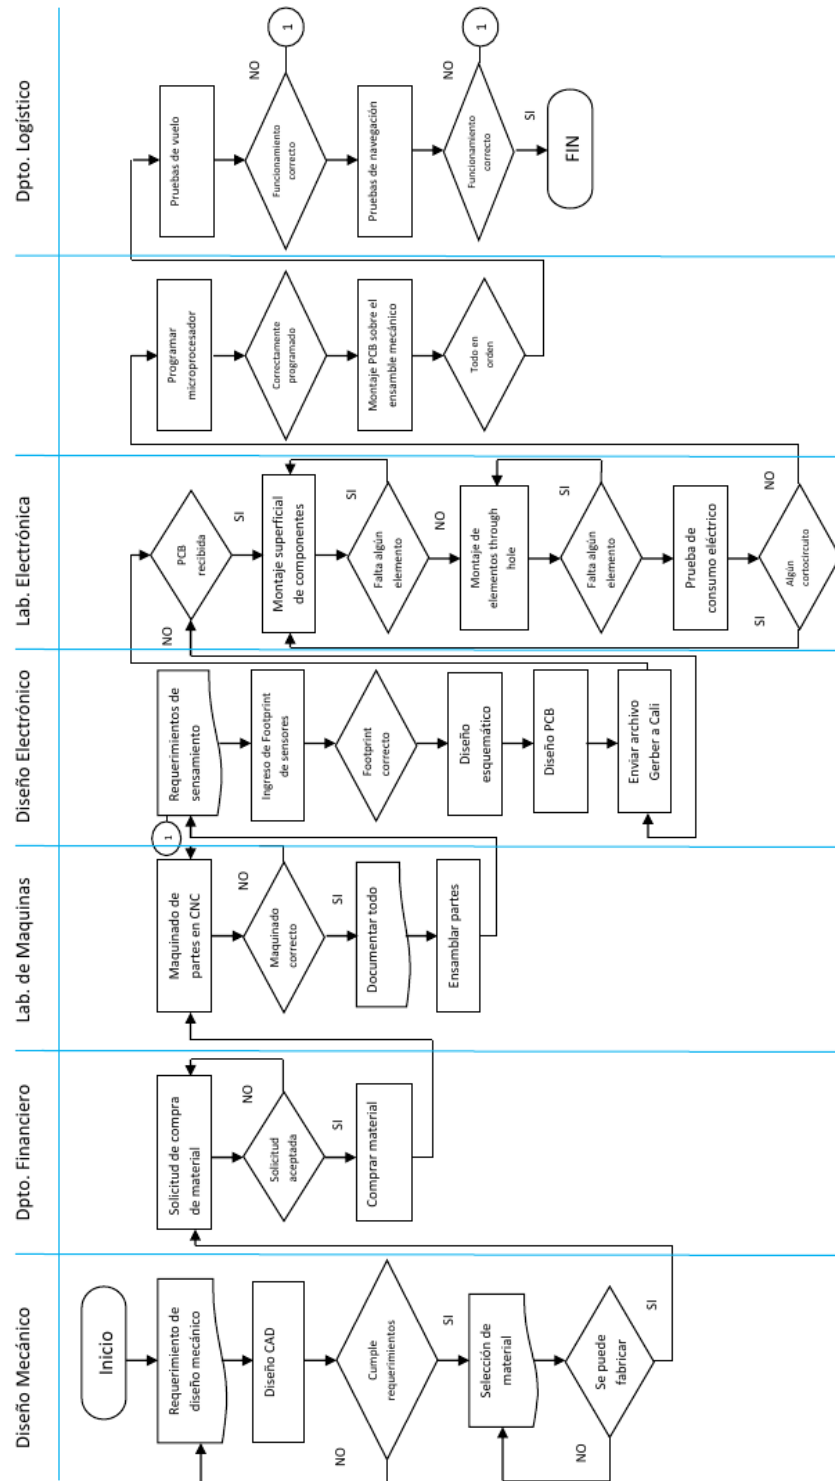 Diseño Mecánico
Inicio
Requerimiento de
diseño mecánico
Diseño CAD
Cumple
requerimientos
NO
SI
Selección de
material
Se puede
fabricar
NO
SI
Dpto. Financiero
Solicitud de compra
de material
Solicitud
aceptada
NO
SI
Comprar material
Lab. de Maquinas
Maquinado de
partes en CNC
Maquinado
correcto
NO
SI
Documentar todo
Ensamblar partes
Diseño Electrónico
1
Requerimientos de
sensamiento
Ingreso de Footprint
de sensores
Footprint
correcto
Diseño
esquemático
Diseño PCB
Enviar archivo
Gerber a Cali
Lab. Electrónica
PCB
recibida
NO
SI
Montaje superficial
de componentes
Falta algún
elemento
SI
NO
Montaje de
elementos through
hole
Falta algún
elemento
SI
Prueba de
consumo eléctrico
Algún
cortocircuito
SI
NO
Programar
microprocesador
Correctamente
programado
Montaje PCB sobre el
ensamble mecánico
Todo en
orden
Dpto. Logístico
Pruebas de vuelo
Funcionamiento
correcto
NO
1
Pruebas de navegación
Funcionamiento
correcto
NO
1
SI
FIN